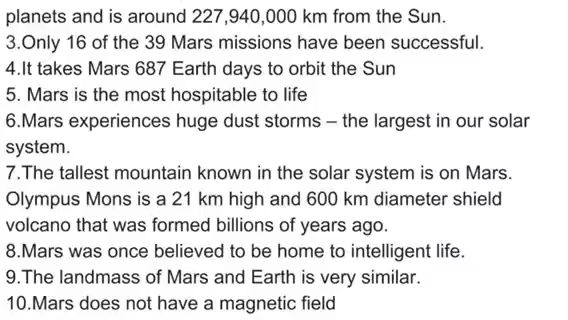 planets and is around 227,940,000 km from the Sun.
3.Only 16 of the 39 Mars missions have been successful.
4.It takes Mars 687 Earth days to orbit the Sun
5. Mars is the most hospitable to life
6.Mars experiences huge dust storms – the largest in our solar
system.
7.The tallest mountain known in the solar system is on Mars.
Olympus Mons is a 21 km high and 600 km diameter shield
volcano that was formed billions of years ago.
8.Mars was once believed to be home to intelligent life.
9.The landmass of Mars and Earth is very similar.
10.Mars does not have a magnetic field